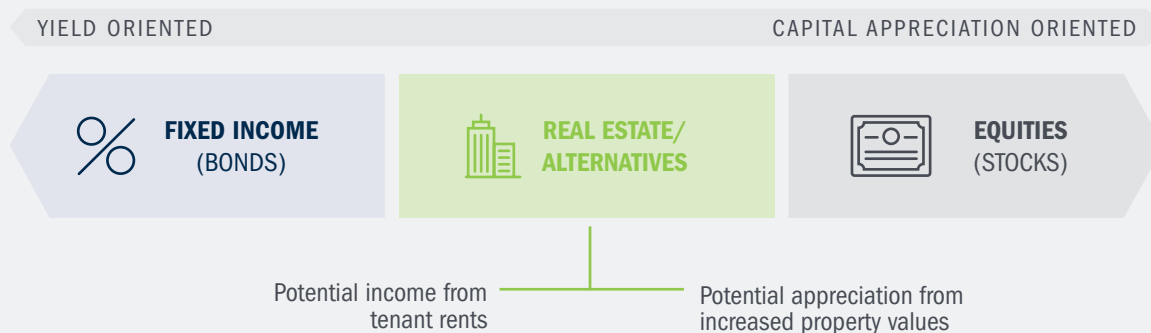 YIELD ORIENTED
CAPITAL APPRECIATION ORIENTED
FIXED INCOME
(BONDS)
REAL ESTATE/
ALTERNATIVES
EQUITIES
(STOCKS)
Potential income from
tenant rents
Potential appreciation from
increased property values